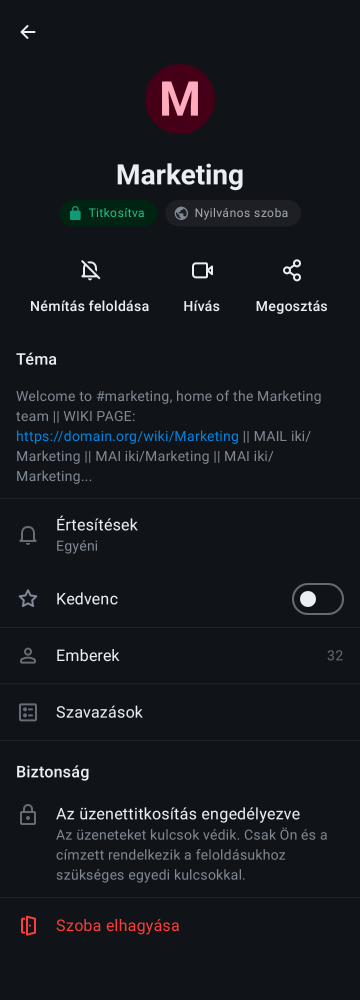 M
Marketing
Titkosítva
Nyilvános szoba
Némítás feloldása
Hívás
Megosztás
Téma
Welcome to #marketing, home of the Marketing
team || WIKI PAGE:
https://domain.org/wiki/Marketing || MAIL iki/
Marketing || MAI iki/Marketing || MAI iki/
Marketing...
Értesítések
Egyéni
Kedvenc
Emberek
32
Szavazások
Biztonság
Az üzenettitkosítás engedélyezve
Az üzeneteket kulcsok védik. Csak Ön és a
címzett rendelkezik a feloldásukhoz
szükséges egyedi kulcsokkal.
Szoba elhagyása